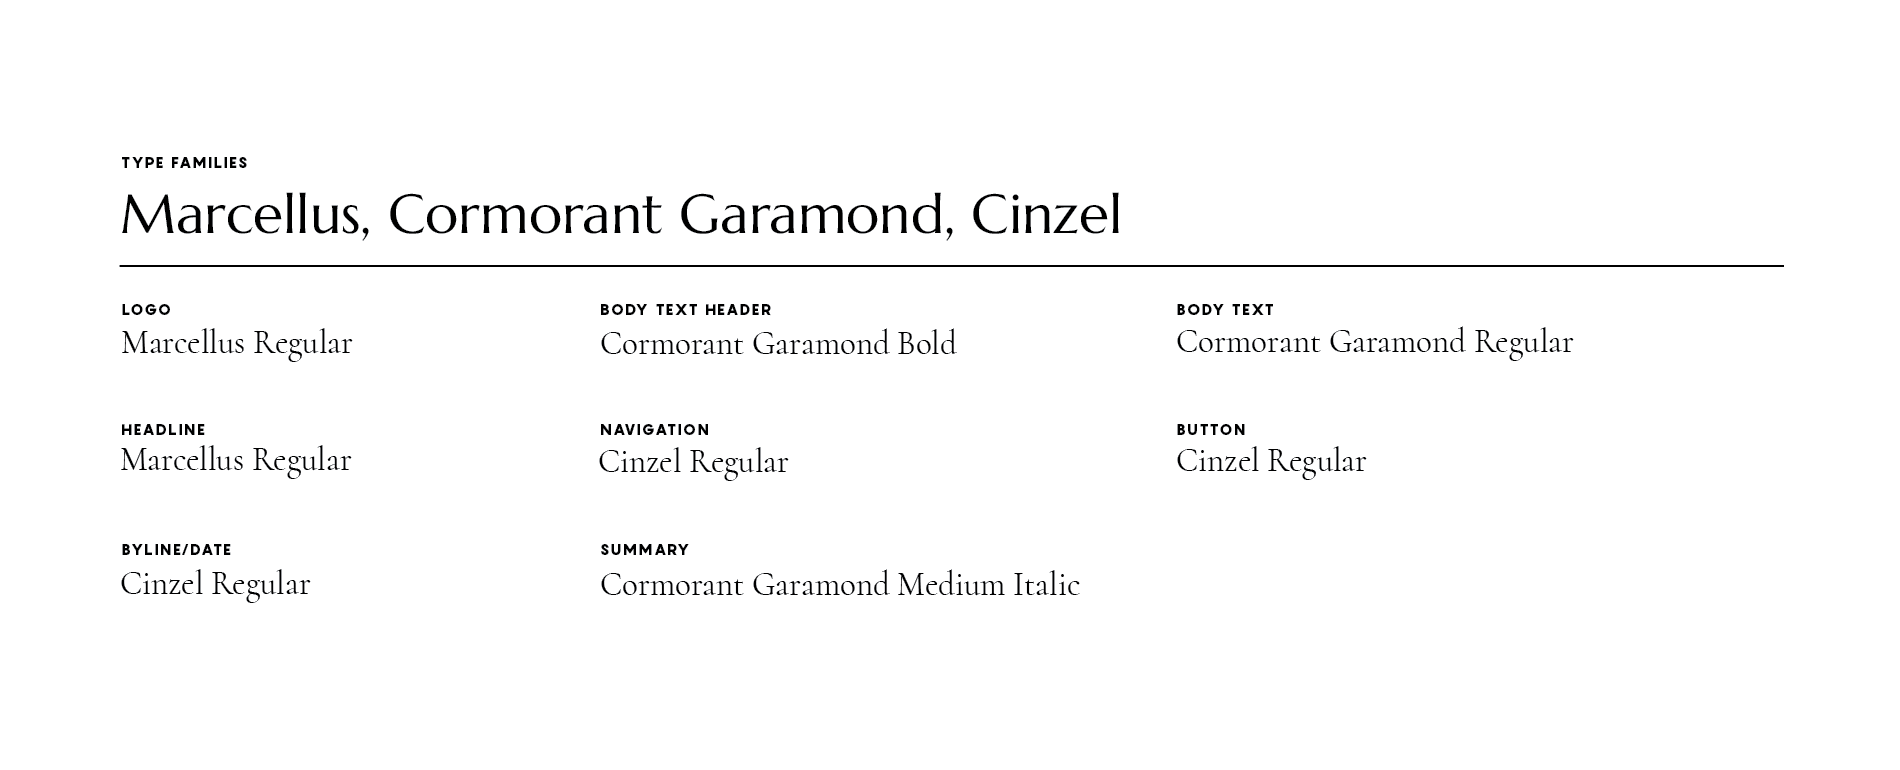 TYPE FAMILIES
Marcellus, Cormorant Garamond, Cinzel
LOGO
Marcellus Regular
BODY TEXT HEADER
Cormorant Garamond Bold
BODY TEXT
Cormorant Garamond Regular
HEADLINE
Marcellus Regular
NAVIGATION
Cinzel Regular
BUTTON
Cinzel Regular
BYLINE/DATE
Cinzel Regular
SUMMARY
Cormorant Garamond Medium Italic